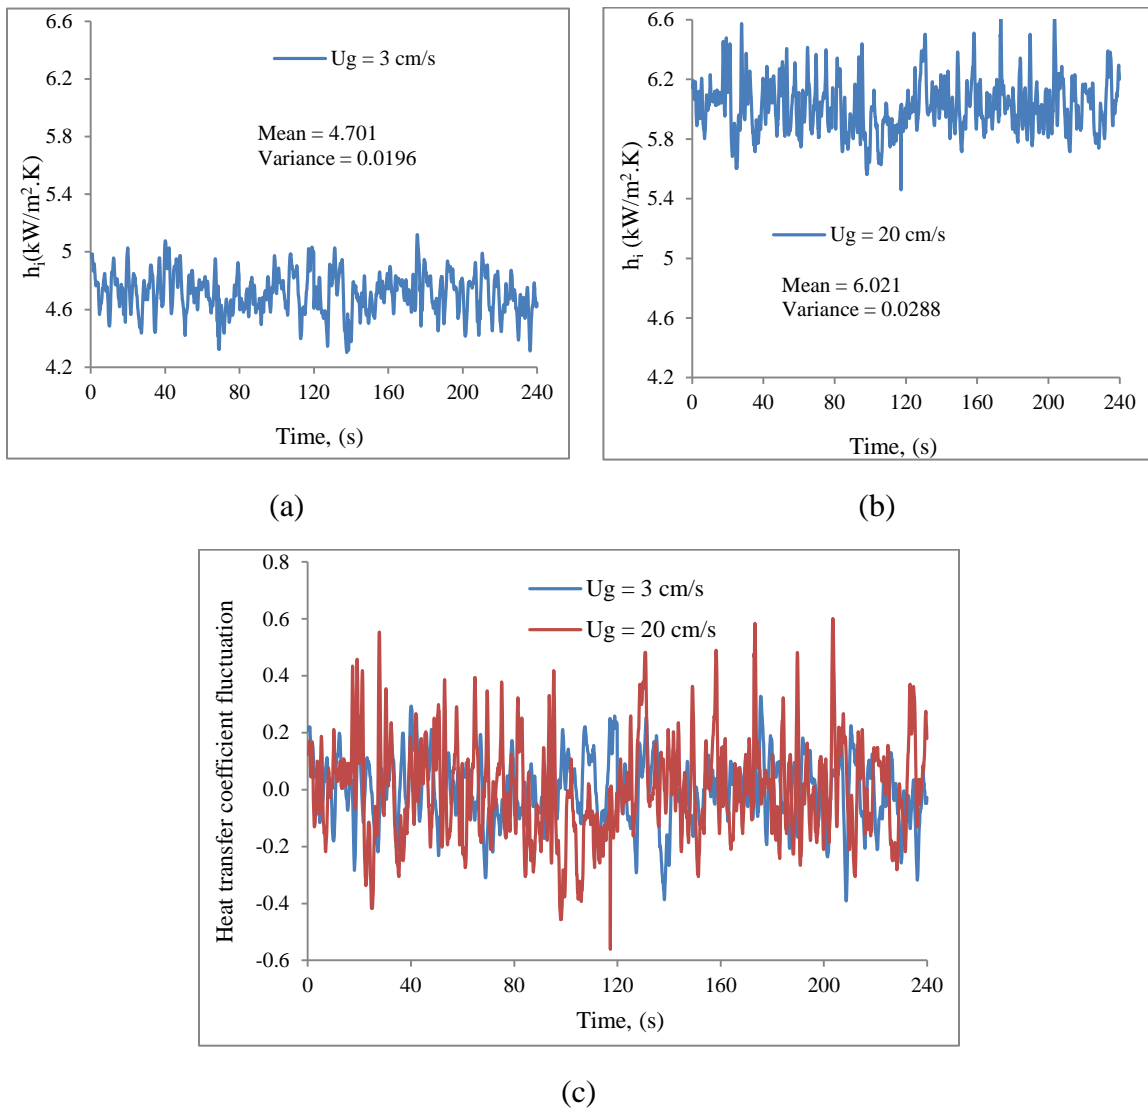 6.6
6.2
5.8
5.4
5
4.6
4.2
h<sub>i</sub>(kW/m².K)
Ug = 3 cm/s
Mean = 4.701
Variance = 0.0196
0 40 80 120 160 200 240
Time, (s)
(a)
6.6
6.2
5.8
5.4
5
4.6
4.2
h<sub>i</sub> (kW/m².K)
Ug = 20 cm/s
Mean = 6.021
Variance = 0.0288
0 40 80 120 160 200 240
Time, (s)
(b)
0.8
0.6
0.4
0.2
0.0
-0.2
-0.4
-0.6
Heat transfer coefficient fluctuation
Ug = 3 cm/s
Ug = 20 cm/s
0 40 80 120 160 200 240
Time, (s)
(c)